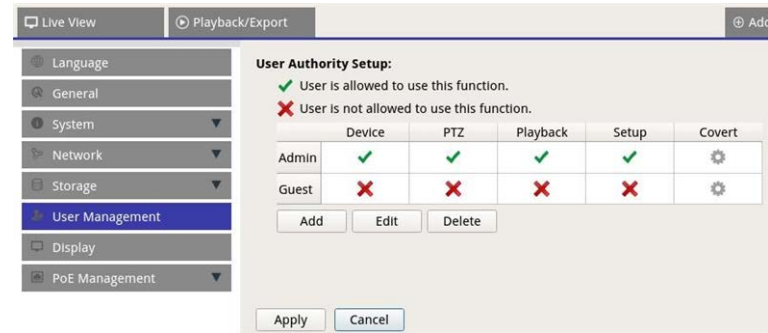 Live View
Playback/Export
Add
Language
General
System
Network
Storage
User Management
Display
PoE Management
User Authority Setup:
User is allowed to use this function.
User is not allowed to use this function.
Device PTZ Playback Setup Covert
Admin
Guest
Add Edit Delete
Apply Cancel